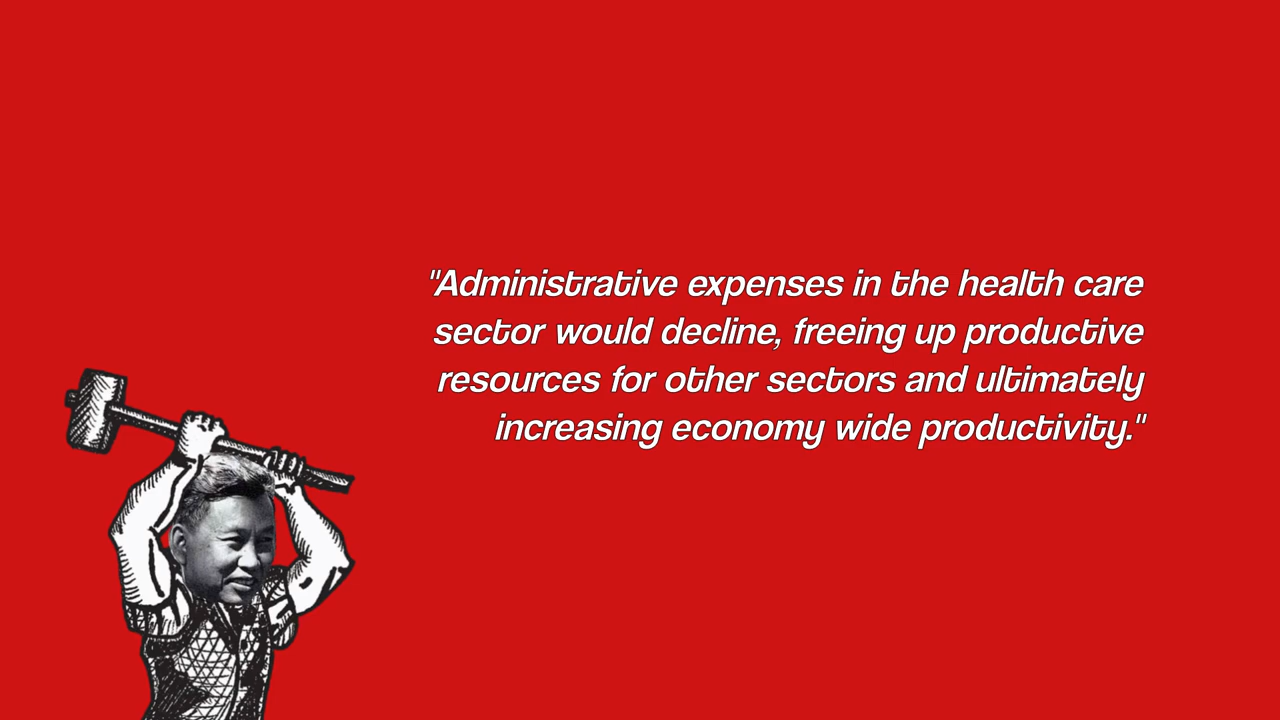 "Administrative expenses in the health care
sector would decline, freeing up productive
resources for other sectors and ultimately
increasing economy wide productivity."